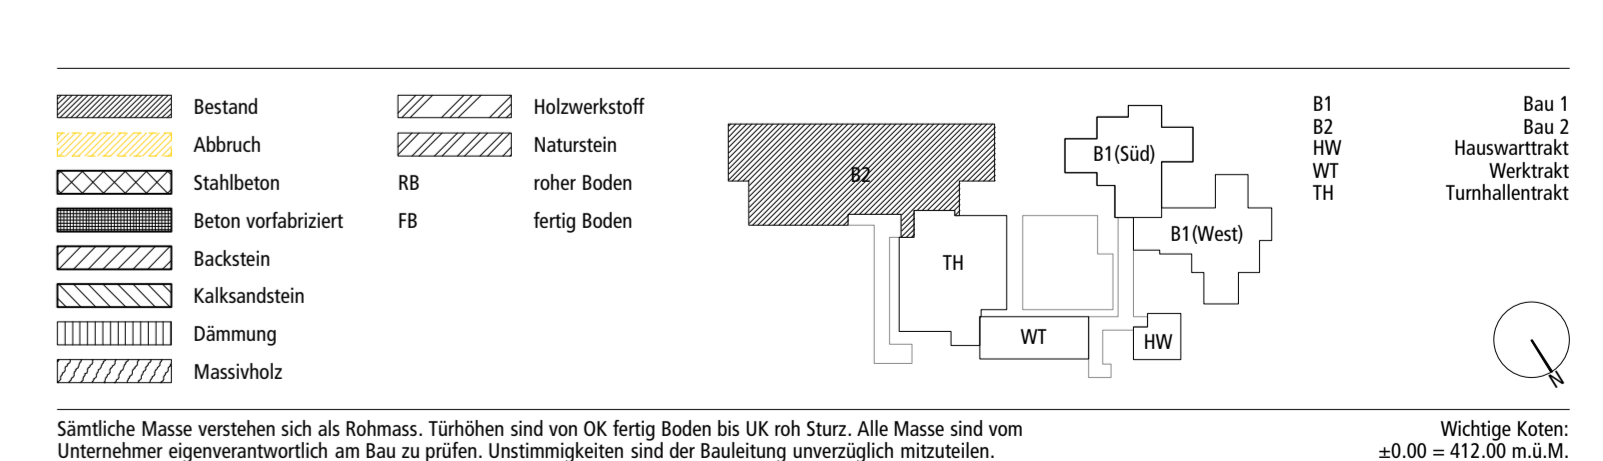 Bestand
Abbruch
Stahlbeton
Beton vorfabriziert
Backstein
Kalksandstein
Dämmung
Massivholz
Holzwerkstoff
Naturstein
RB roher Boden
FB fertig Boden
B2
B1(Süd)
B1(West)
TH
WT
HW
B1 Bau 1
B2 Bau 2
HW Hauswarttrakt
WT Werktrakt
TH Turnhallentrakt
N
Sämtliche Masse verstehen sich als Rohmass. Türhöhen sind von OK fertig Boden bis UK roh Sturz. Alle Masse sind vom
Unternehmer eigenverantwortlich am Bau zu prüfen. Unstimmigkeiten sind der Bauleitung unverzüglich mitzuteilen.
Wichtige Koten:
±0.00 = 412.00 m.ü.M.